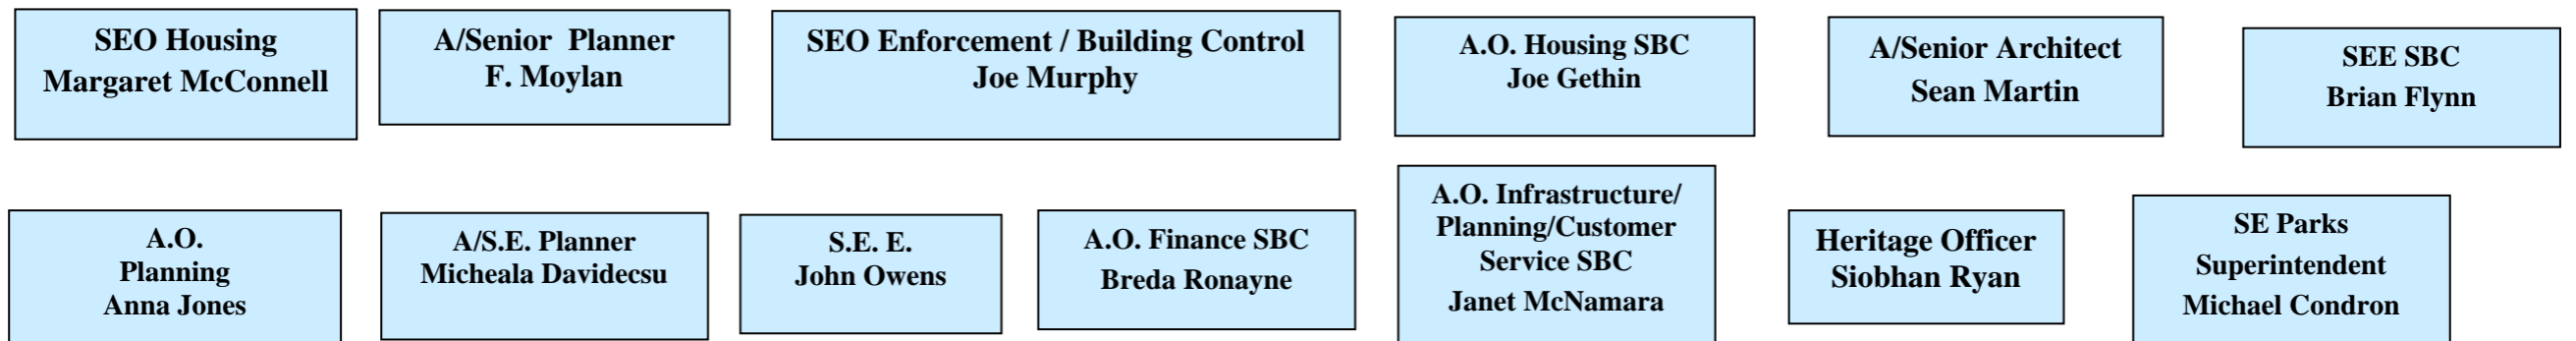 SEO Housing
Margaret McConnell
A/Senior Planner
F. Moylan
SEO Enforcement / Building Control
Joe Murphy
A.O. Housing SBC
Joe Gethin
A/Senior Architect
Sean Martin
SEE SBC
Brian Flynn
A.O.
Planning
Anna Jones
A/S.E. Planner
Micheala Davidecsu
S.E. E.
John Owens
A.O. Finance SBC
Breda Ronayne
A.O. Infrastructure/
Planning/Customer
Service SBC
Janet McNamara
Heritage Officer
Siobhan Ryan
SE Parks
Superintendent
Michael Condron